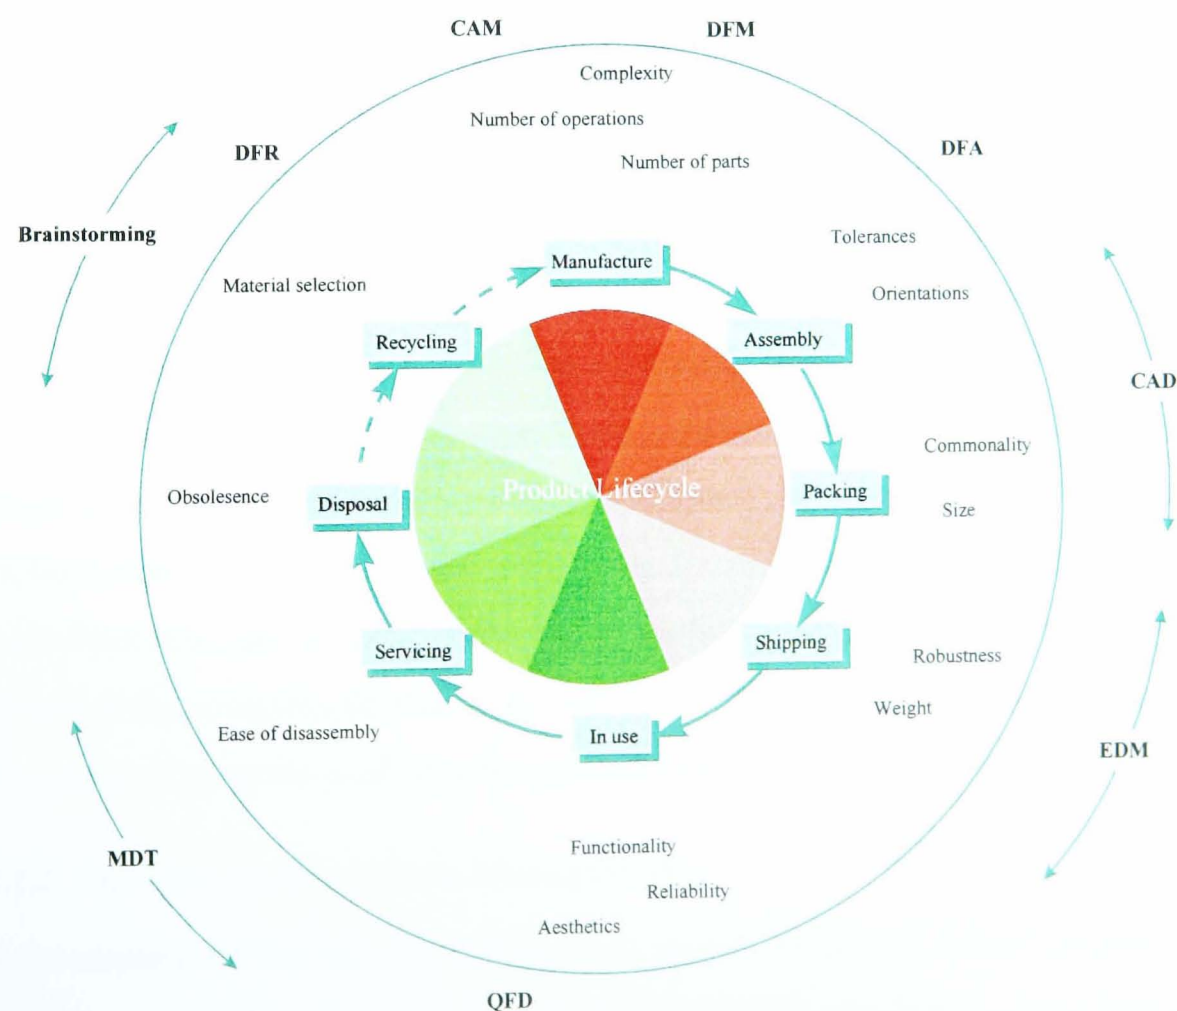 CAM
DFM
Complexity
Number of operations
Number of parts
DFR
DFA
Brainstorming
Tolerances
Material selection
Manufacture
Orientations
Recycling
Assembly
CAD
Commonality
Product Lifecycle
Obsolesence
Disposal
Packing
Size
Servicing
Shipping
Robustness
Weight
Ease of disassembly
In use
EDM
Functionality
MDT
Reliability
Aesthetics
QFD